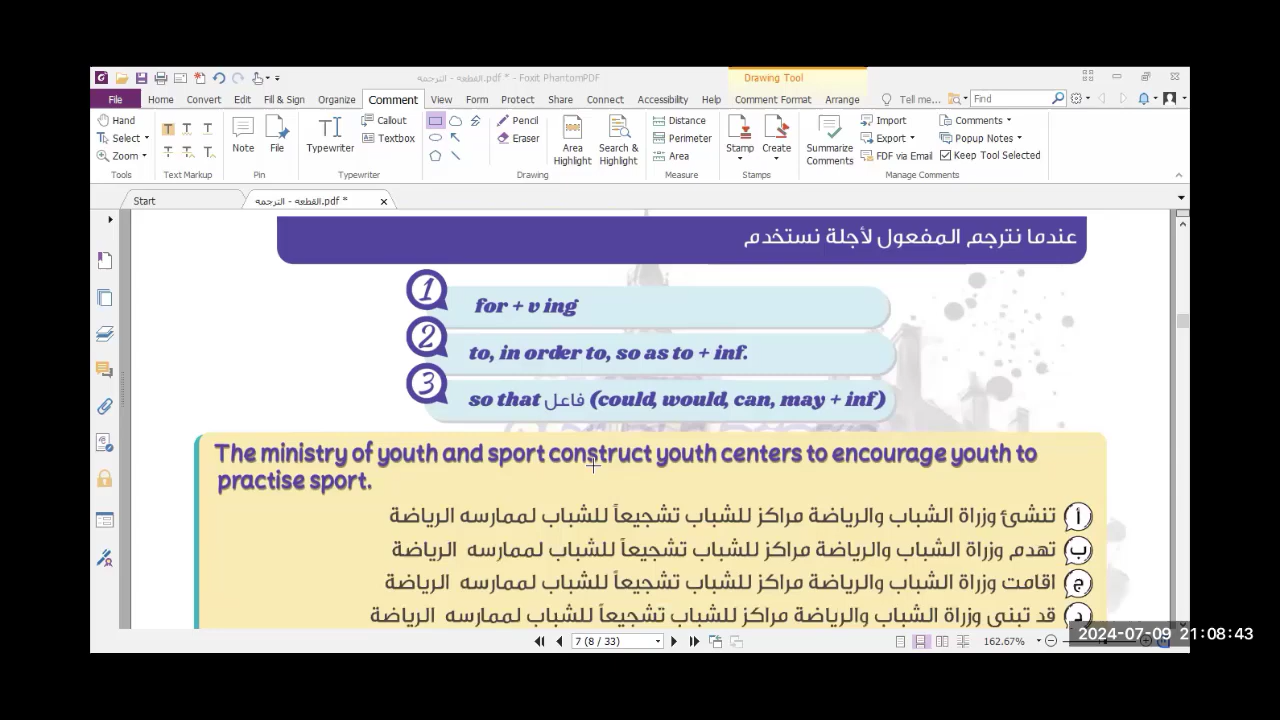 القطعه - الترجمه.pdf * - Foxit PhantomPDF
Drawing Tool
File Home Convert Edit Fill & Sign Organize Comment View Form Protect Share Connect Accessibility Help Comment Format Arrange Tell me... Find
Hand
Select
Zoom
Tools
T T T
T T T
Text Markup
Note
File
Pin
Typewriter
Callout
Textbox
Typewriter
Pencil
Eraser
Area Highlight
Search & Highlight
Drawing
Distance
Perimeter
Area
Measure
Stamp
Create
Stamps
Summarize Comments
Import
Export
FDF via Email
Comments
Popup Notes
Keep Tool Selected
Manage Comments
Start
القطعه - الترجمه.pdf *
عندما نترجم المفعول لأجلة نستخدم
1 for + v ing
2 to, in order to, so as to + inf.
3 so that فاعل (could, would, can, may + inf)
The ministry of youth and sport construct youth centers to encourage youth to
practise sport.
أ تنشئ وزراة الشباب والرياضة مراكز للشباب تشجيعاً للشباب لممارسه الرياضة
ب تهدم وزراة الشباب والرياضة مراكز للشباب تشجيعاً للشباب لممارسه الرياضة
ج اقامت وزراة الشباب والرياضة مراكز للشباب تشجيعاً للشباب لممارسه الرياضة
د قد تبنى وزراة الشباب والرياضة مراكز للشباب تشجيعاً للشباب لممارسه الرياضة
7 (8 / 33)
162.67%
2024-07-09 21:08:43